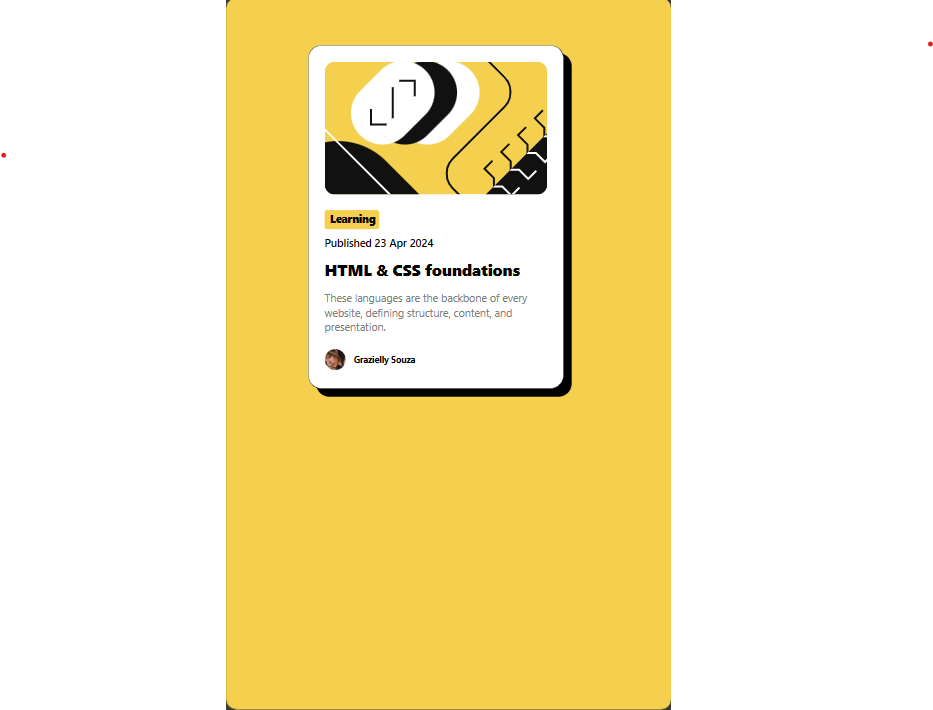 Learning
Published 23 Apr 2024
HTML & CSS foundations
These languages are the backbone of every
website, defining structure, content, and
presentation.
Grazielly Souza